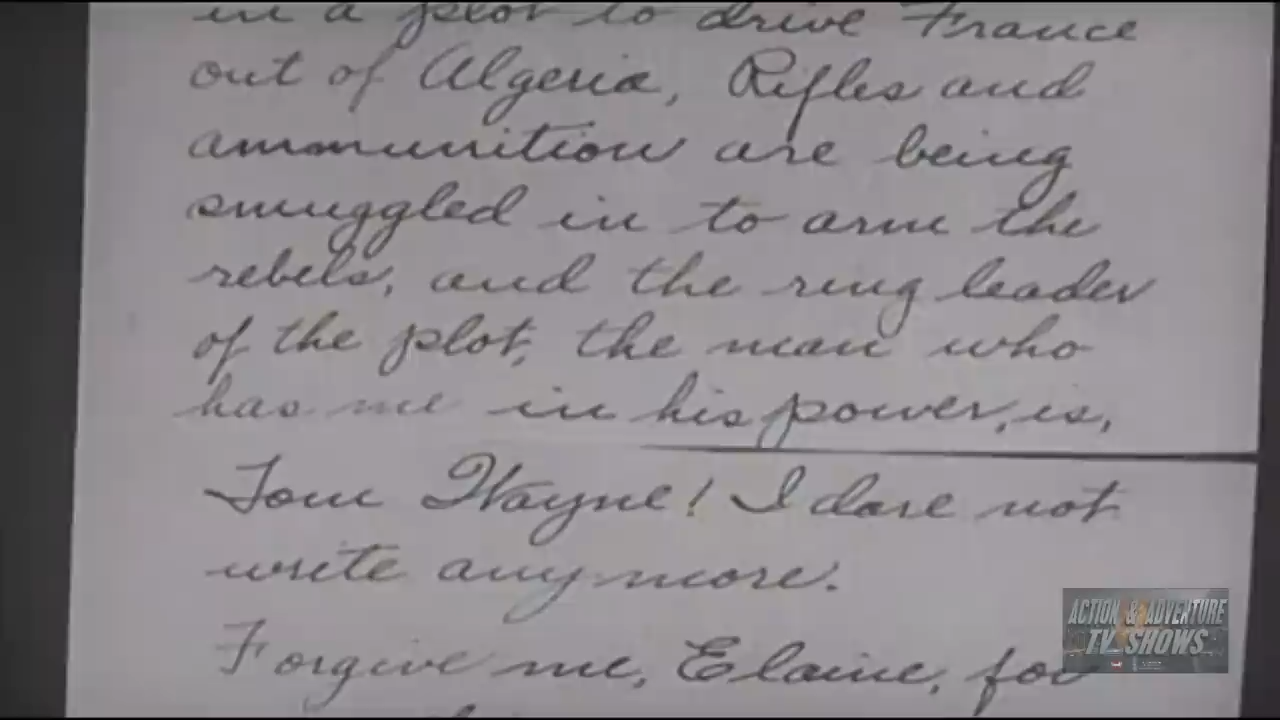 in a plot to drive France
out of Algeria, Rifles and
ammunition are being
smuggled in to arm the
rebels, and the ring leader
of the plot, the man who
has me in his power, is,
Tom Wayne! I dare not
write anymore.
Forgive me, Elaine, for
ACTION & ADVENTURE
TV SHOWS